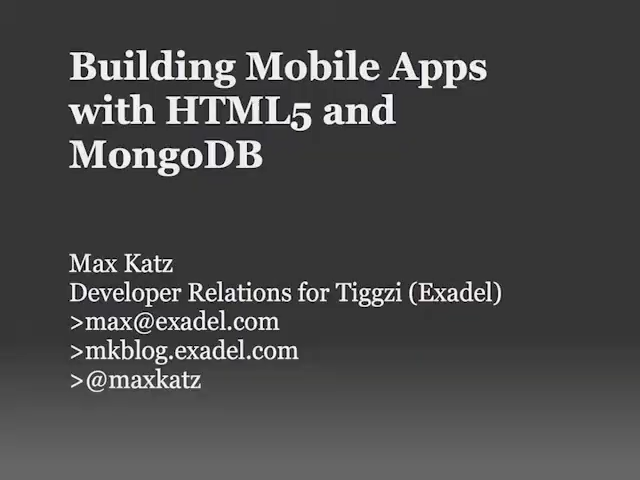 Building Mobile Apps
with HTML5 and
MongoDB
Max Katz
Developer Relations for Tiggzi (Exadel)
>max@exadel.com
>mkblog.exadel.com
>@maxkatz